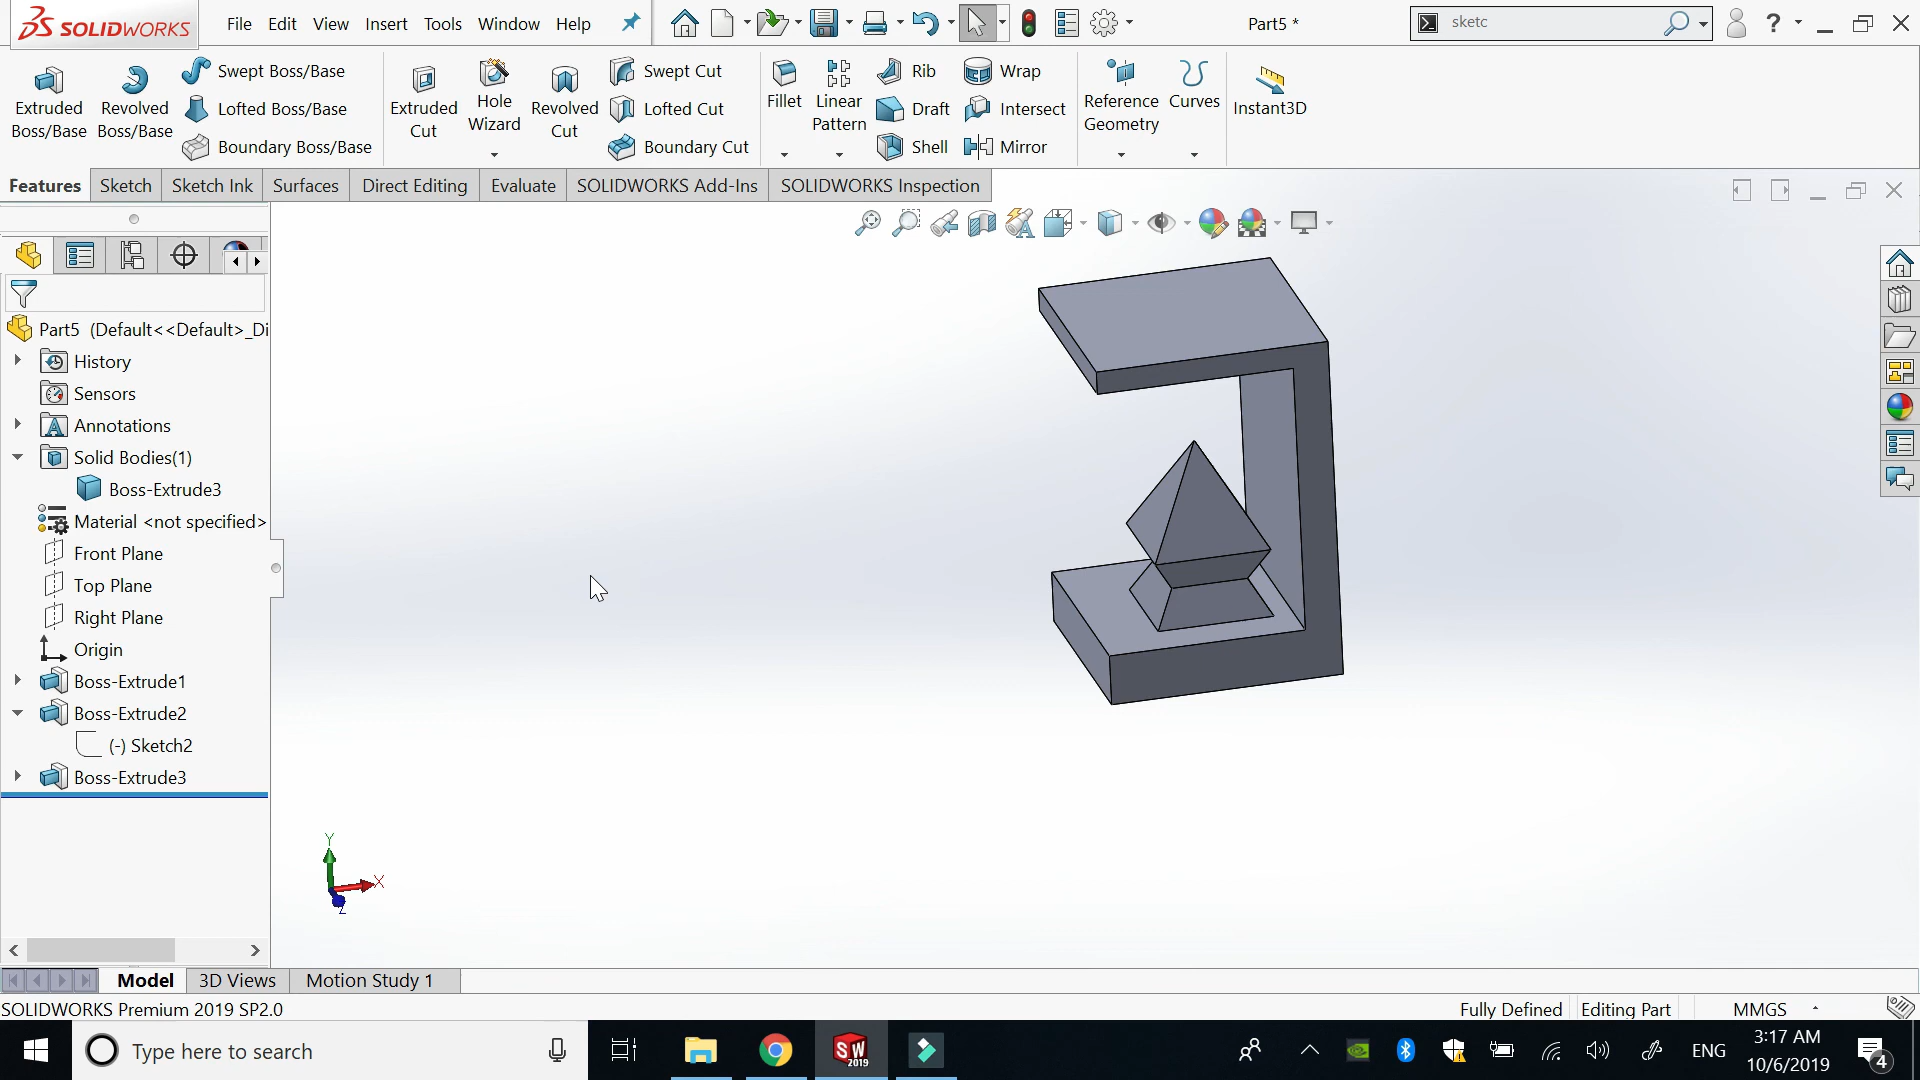 SOLIDWORKS File Edit View Insert Tools Window Help Part5 * sketc ?
Extruded Boss/Base
Revolved Boss/Base
Swept Boss/Base
Lofted Boss/Base
Boundary Boss/Base
Extruded Cut
Hole Wizard
Revolved Cut
Swept Cut
Lofted Cut
Boundary Cut
Fillet
Linear Pattern
Rib
Draft
Shell
Wrap
Intersect
Mirror
Reference Geometry
Curves
Instant3D
Features Sketch Sketch Ink Surfaces Direct Editing Evaluate SOLIDWORKS Add-Ins SOLIDWORKS Inspection
Part5 (Default<<Default>_Di
History
Sensors
Annotations
Solid Bodies(1)
Boss-Extrude3
Material <not specified>
Front Plane
Top Plane
Right Plane
Origin
Boss-Extrude1
Boss-Extrude2
(-) Sketch2
Boss-Extrude3
Y
X
Z
Model 3D Views Motion Study 1
SOLIDWORKS Premium 2019 SP2.0 Fully Defined Editing Part MMGS
Type here to search SW 2019 ENG 3:17 AM
10/6/2019 4